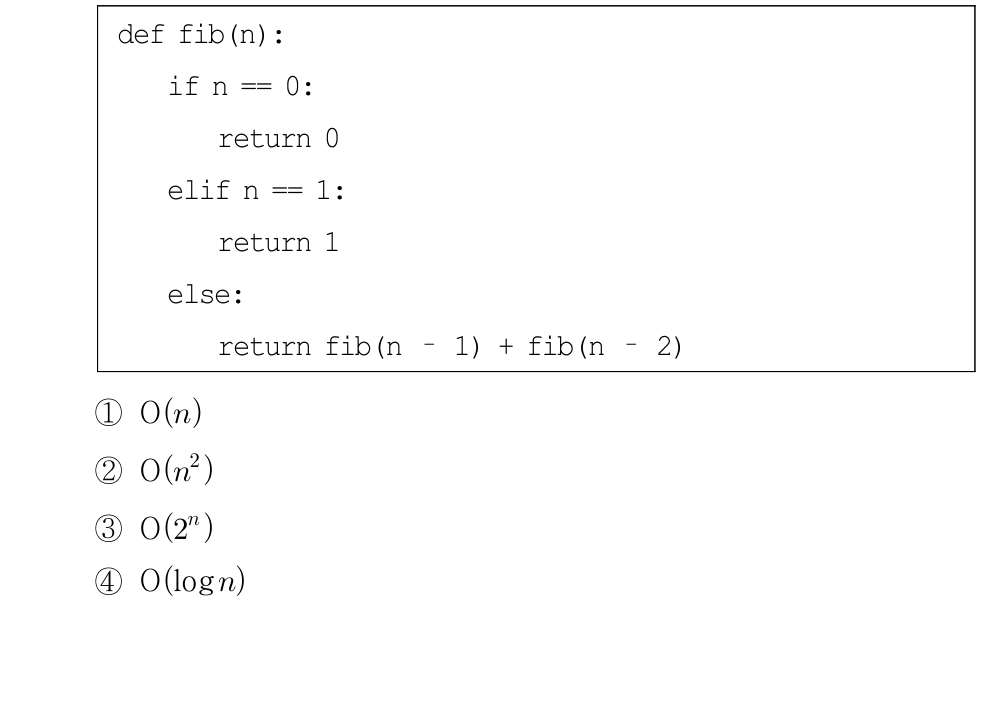 def fib(n):
if n == 0:
return 0
elif n == 1:
return 1
else:
return fib(n - 1) + fib(n - 2)
① O(n)
② O(n²)
③ O(2ⁿ)
④ O(log n)